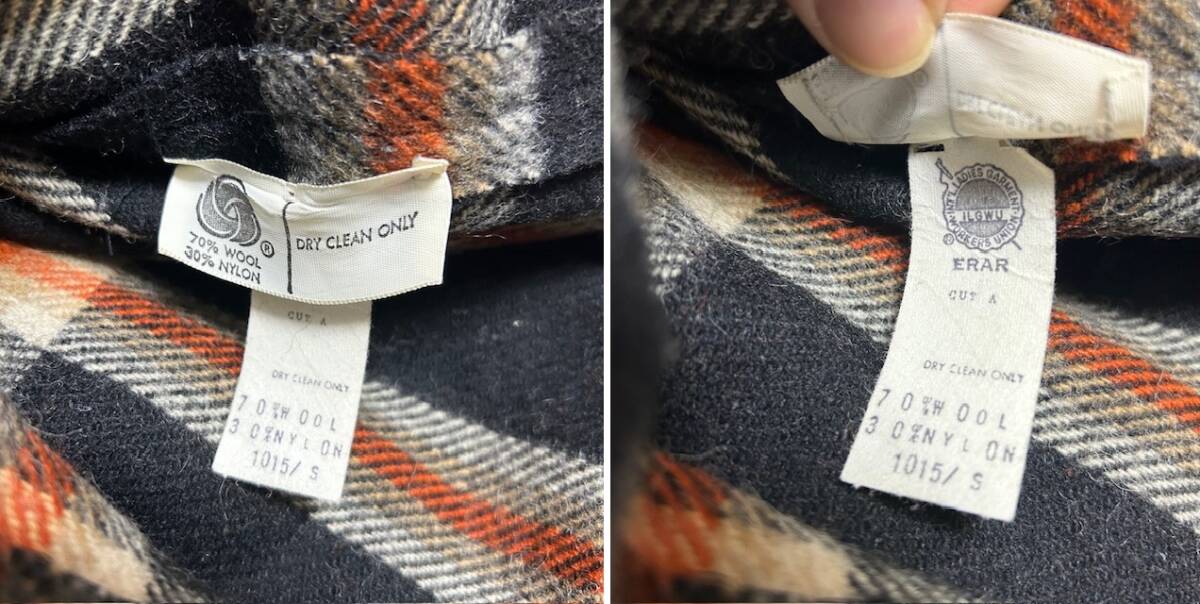 70% WOOL ®
30% NYLON
DRY CLEAN ONLY
CUT A
DRY CLEAN ONLY
70%WOOL
30%NYLON
1015/ S
LADIES GARMENT
WORKERS UNION
ILGWU
ERAR
CUT A
DRY CLEAN ONLY
70%WOOL
30%NYLON
1015/ S